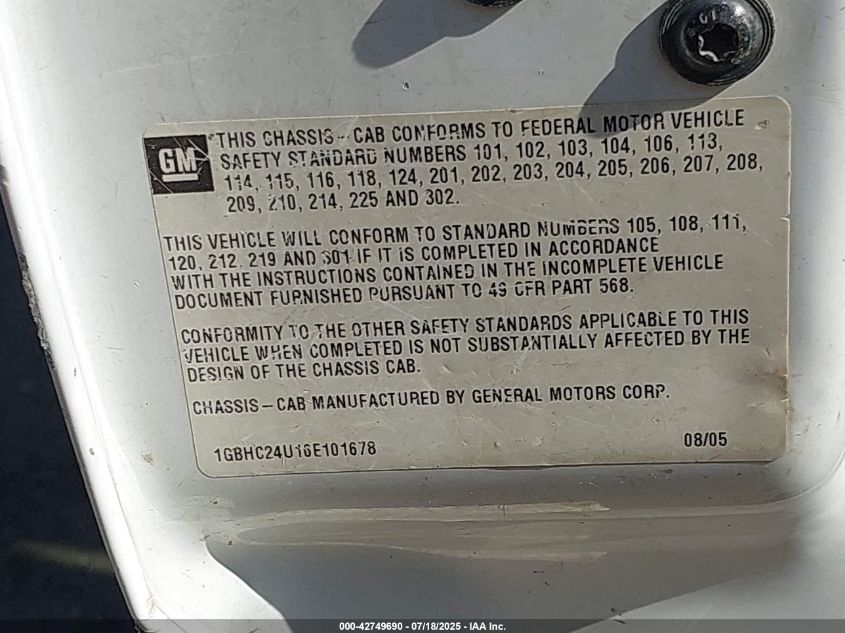 GM
THIS CHASSIS-CAB CONFORMS TO FEDERAL MOTOR VEHICLE
SAFETY STANDARD NUMBERS 101, 102, 103, 104, 106, 113,
114, 115, 116, 118, 124, 201, 202, 203, 204, 205, 206, 207, 208,
209, 210, 214, 225 AND 302.
THIS VEHICLE WILL CONFORM TO STANDARD NUMBERS 105, 108, 111,
120, 212, 219 AND 301 IF IT IS COMPLETED IN ACCORDANCE
WITH THE INSTRUCTIONS CONTAINED IN THE INCOMPLETE VEHICLE
DOCUMENT FURNISHED PURSUANT TO 49 CFR PART 568.
CONFORMITY TO THE OTHER SAFETY STANDARDS APPLICABLE TO THIS
VEHICLE WHEN COMPLETED IS NOT SUBSTANTIALLY AFFECTED BY THE
DESIGN OF THE CHASSIS CAB.
CHASSIS-CAB MANUFACTURED BY GENERAL MOTORS CORP.
1GBHC24U16E101678
08/05
000-42749690 - 07/18/2025 - IAA Inc.